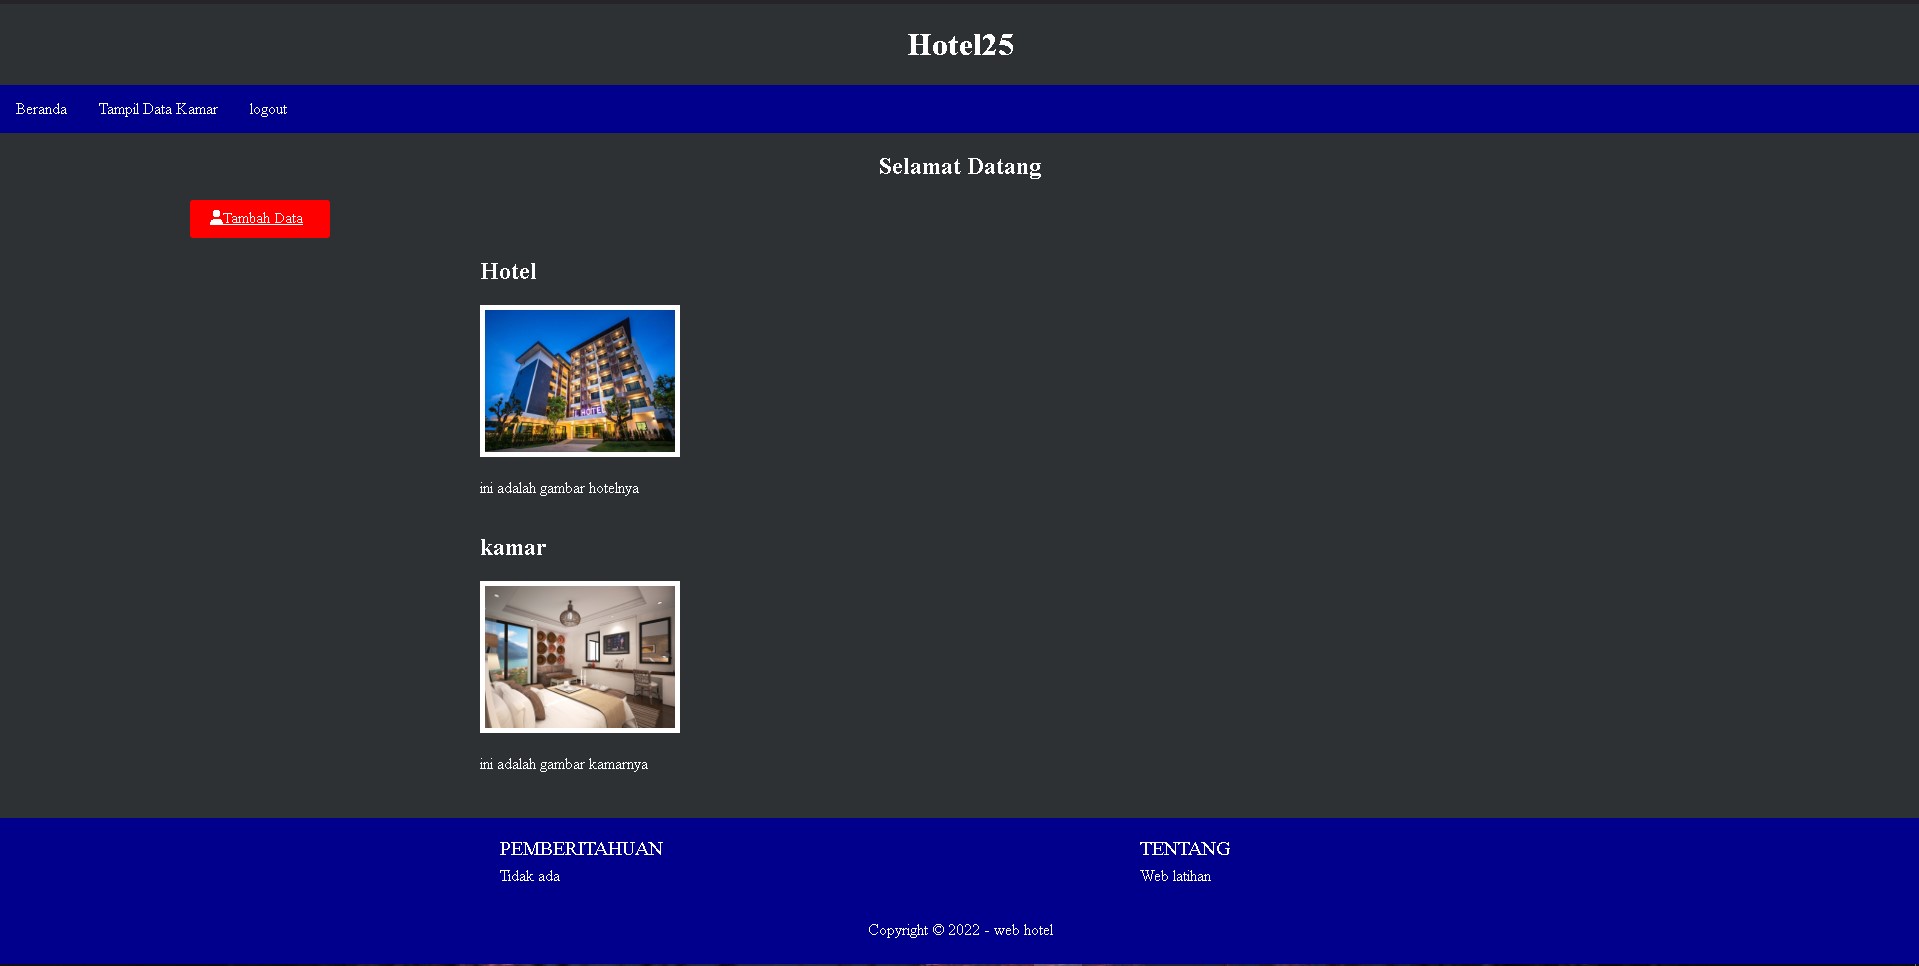 Hotel25
Beranda Tampil Data Kamar logout
Selamat Datang
Tambah Data
Hotel
HOTEL
ini adalah gambar hotelnya
kamar
ini adalah gambar kamarnya
PEMBERITAHUAN
Tidak ada
TENTANG
Web latihan
Copyright © 2022 - web hotel